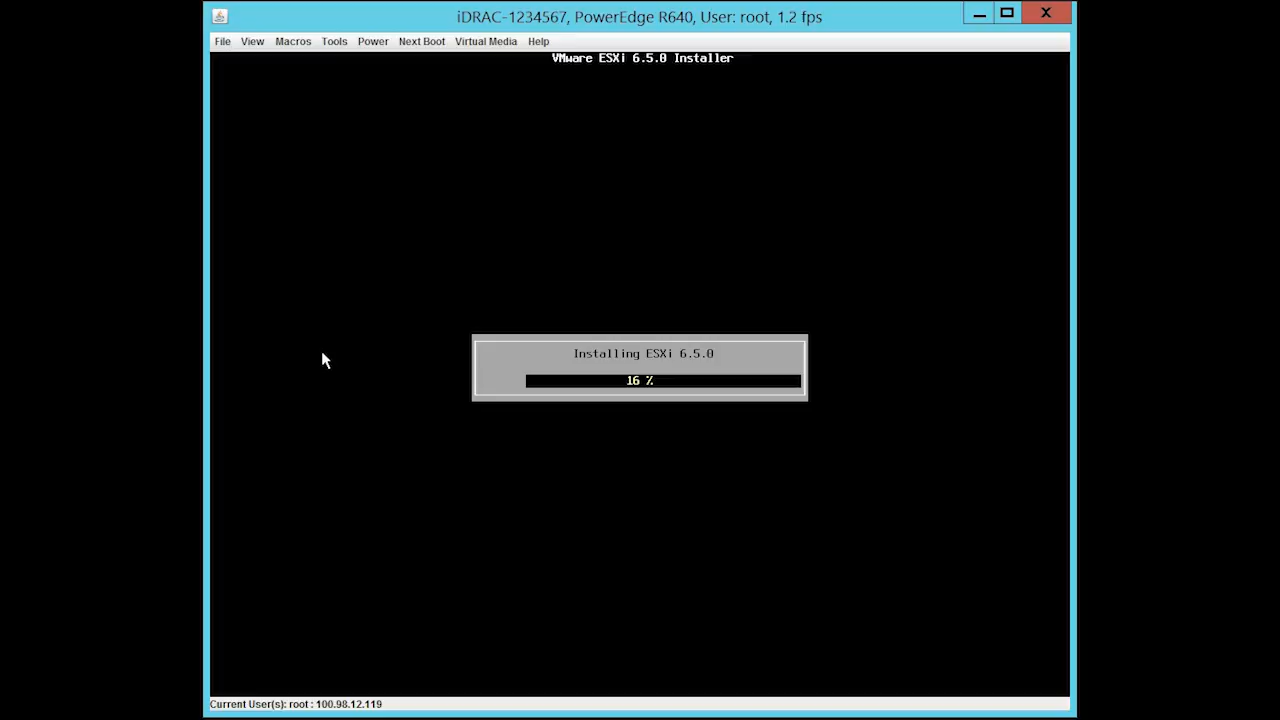 iDRAC-1234567, PowerEdge R640, User: root, 1.2 fps
File View Macros Tools Power Next Boot Virtual Media Help
VMware ESXi 6.5.0 Installer
Installing ESXi 6.5.0
16 %
Current User(s): root : 100.98.12.119